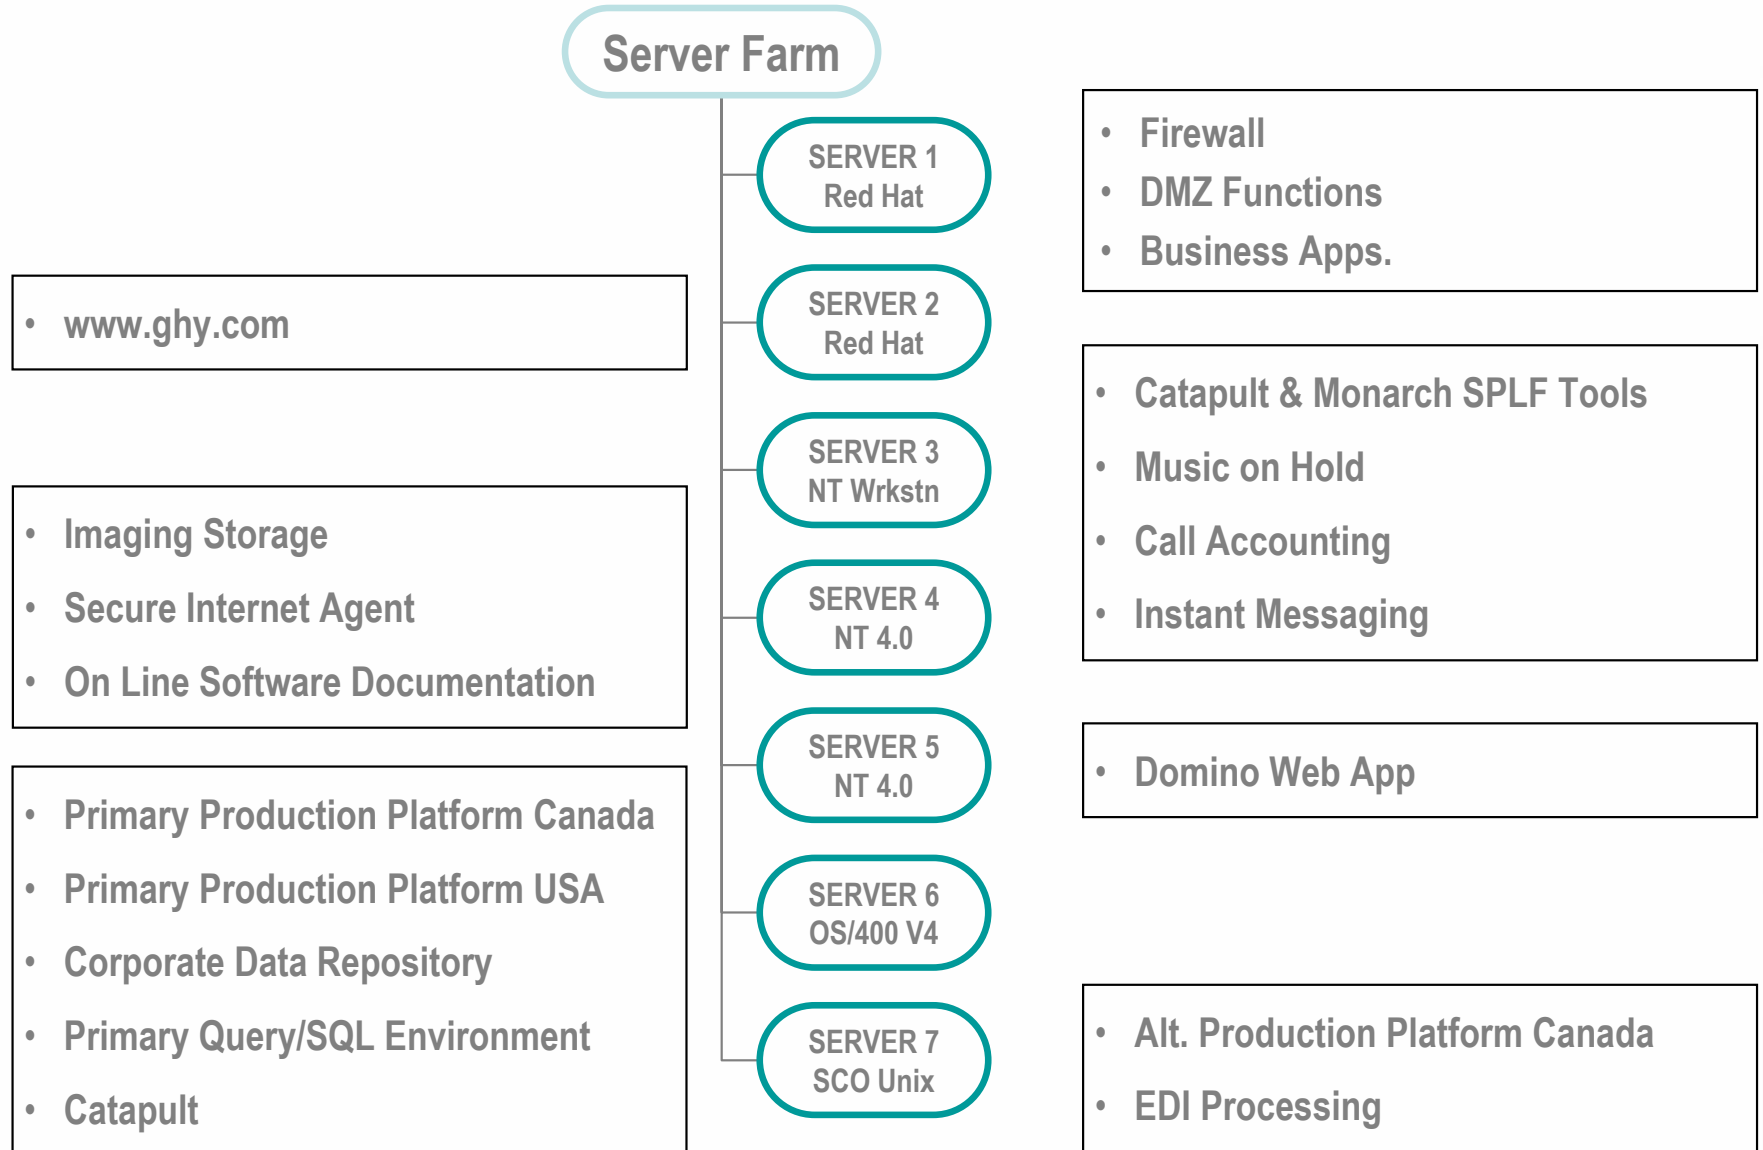 Server Farm
SERVER 1
Red Hat
• Firewall
• DMZ Functions
• Business Apps.
SERVER 2
Red Hat
• www.ghy.com
SERVER 3
NT Wrkstn
• Catapult & Monarch SPLF Tools
• Music on Hold
• Call Accounting
• Instant Messaging
SERVER 4
NT 4.0
• Imaging Storage
• Secure Internet Agent
• On Line Software Documentation
SERVER 5
NT 4.0
• Domino Web App
SERVER 6
OS/400 V4
• Primary Production Platform Canada
• Primary Production Platform USA
• Corporate Data Repository
• Primary Query/SQL Environment
• Catapult
SERVER 7
SCO Unix
• Alt. Production Platform Canada
• EDI Processing